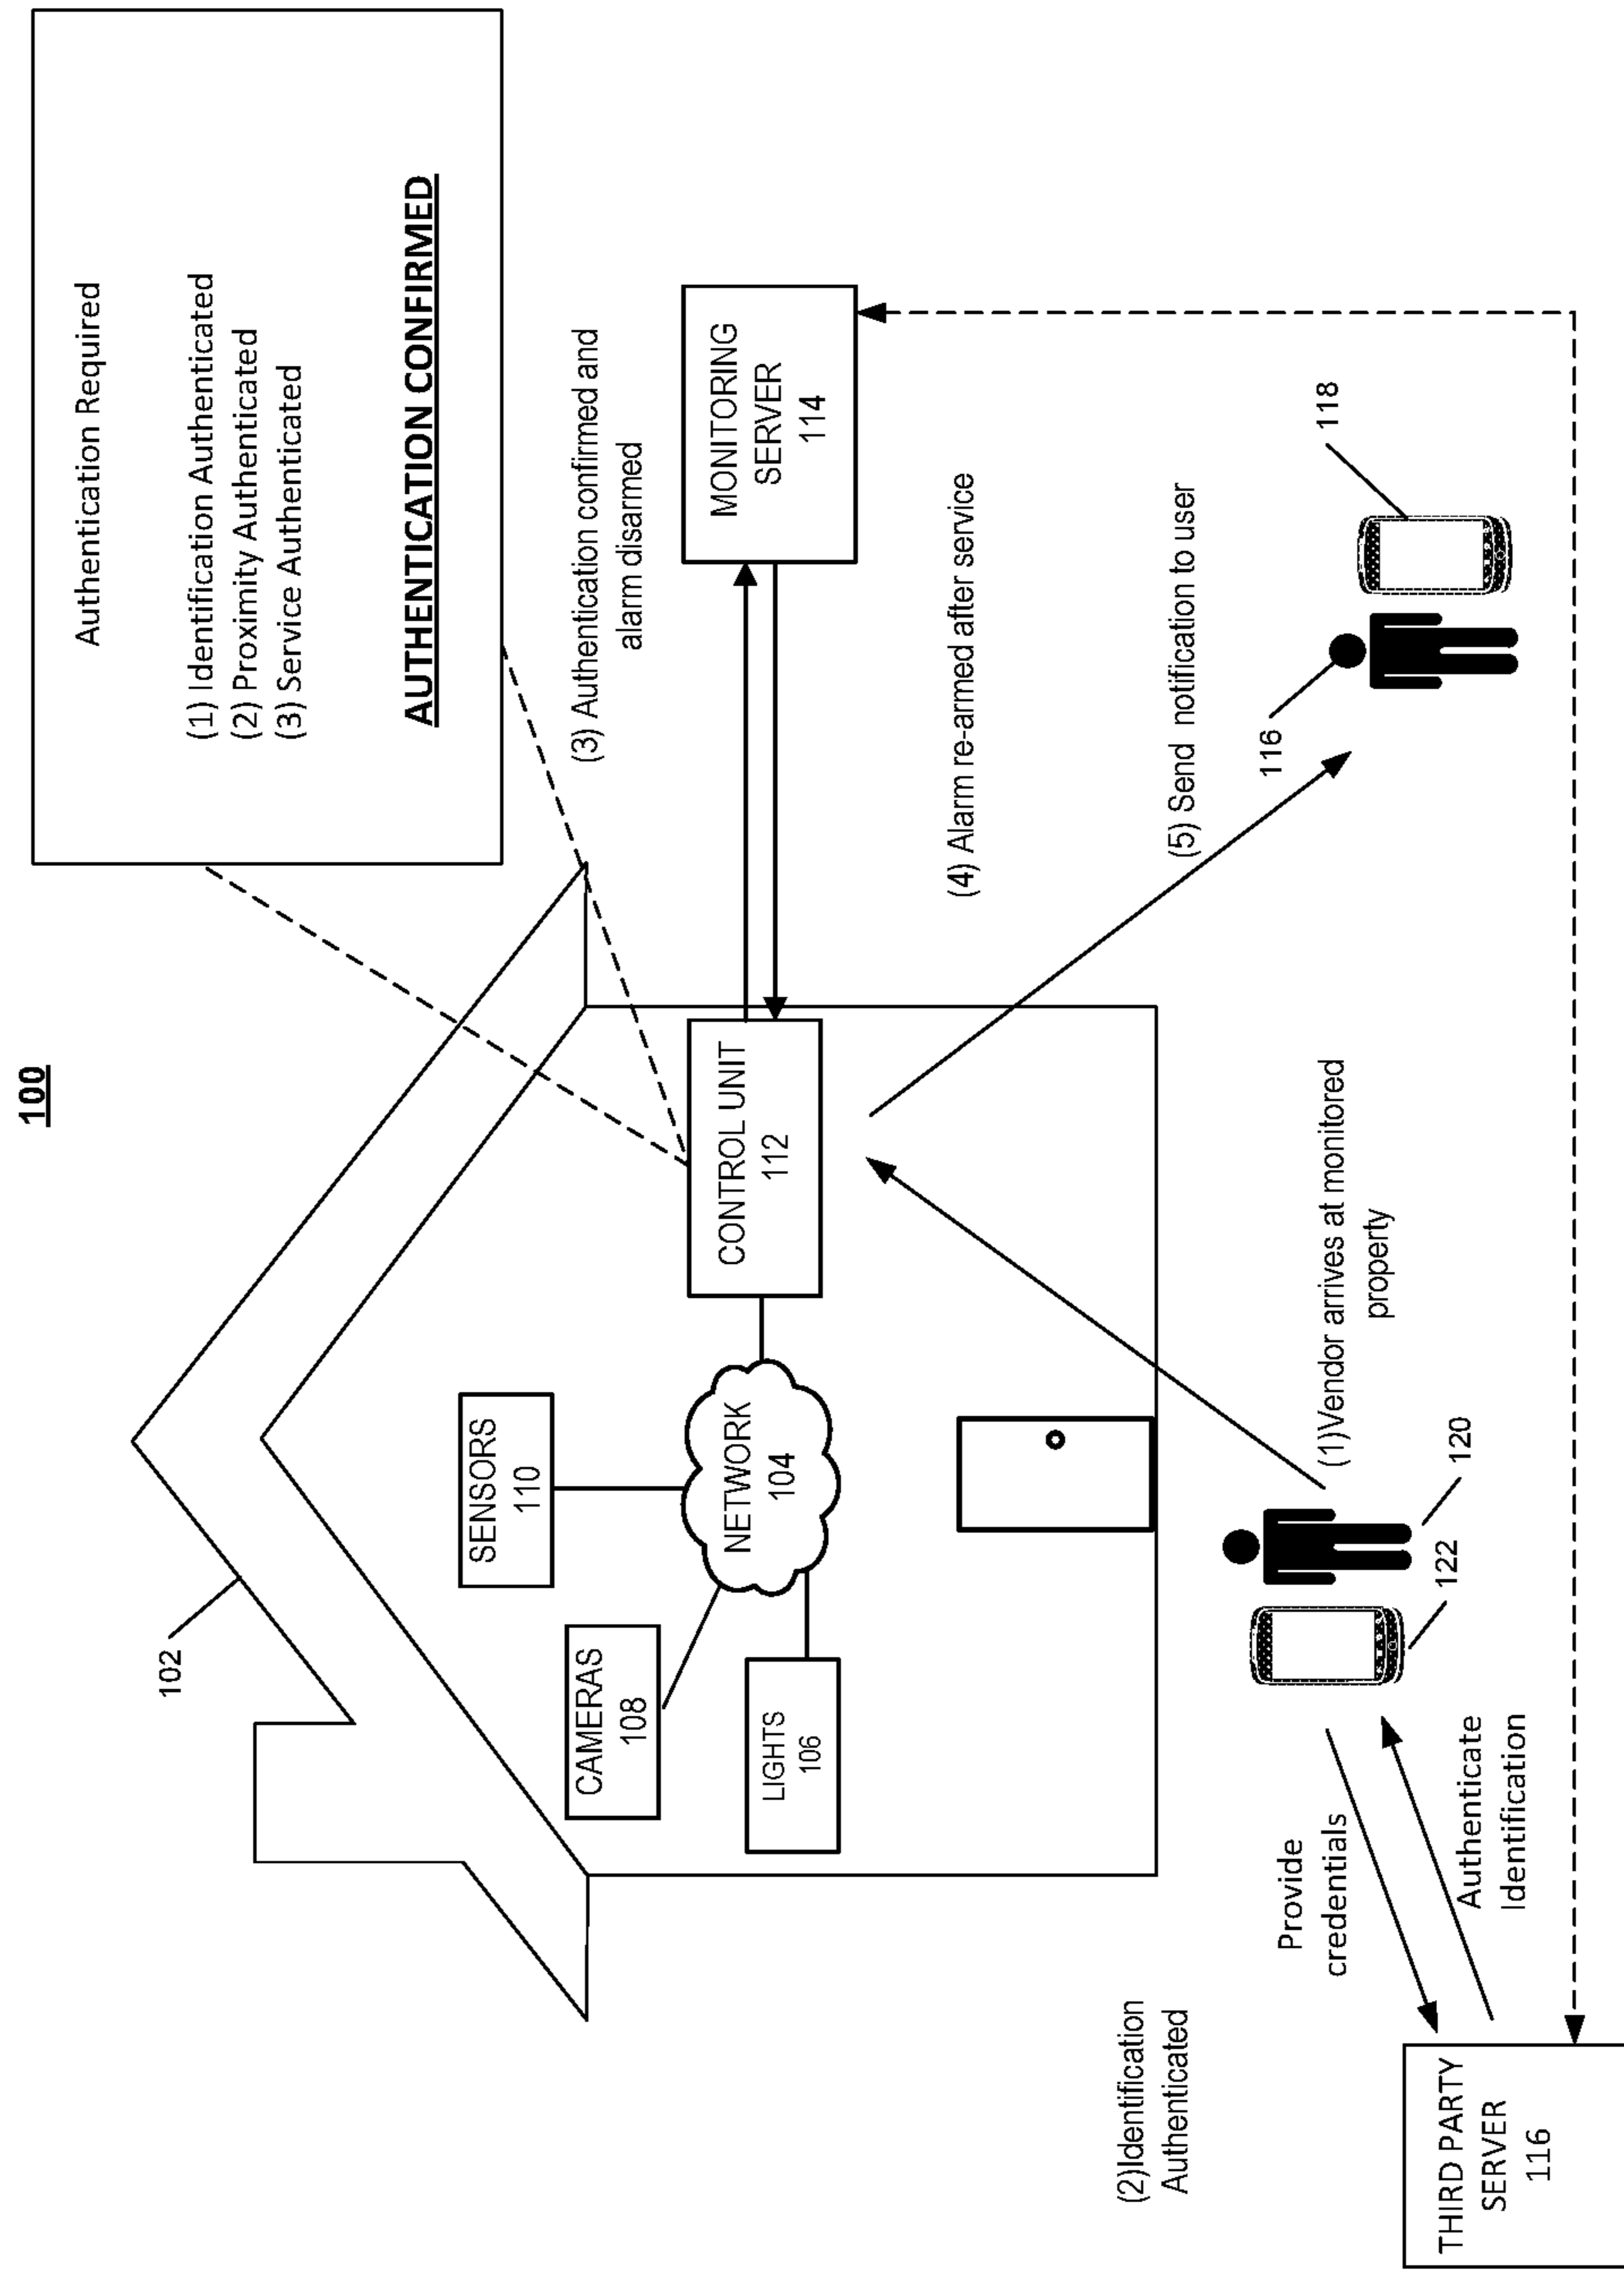 100
Authentication Required
(1) Identification Authenticated
(2) Proximity Authenticated
(3) Service Authenticated
AUTHENTICATION CONFIRMED
102
SENSORS
110
CAMERAS
108
LIGHTS
106
NETWORK
104
CONTROL UNIT
112
(3) Authentication confirmed and
alarm disarmed
MONITORING
SERVER
114
(4) Alarm re-armed after service
(5) Send notification to user
116
118
(1)Vendor arrives at monitored
property
120
122
(2)Identification
Authenticated
Provide
credentials
Authenticate
Identification
THIRD PARTY
SERVER
116